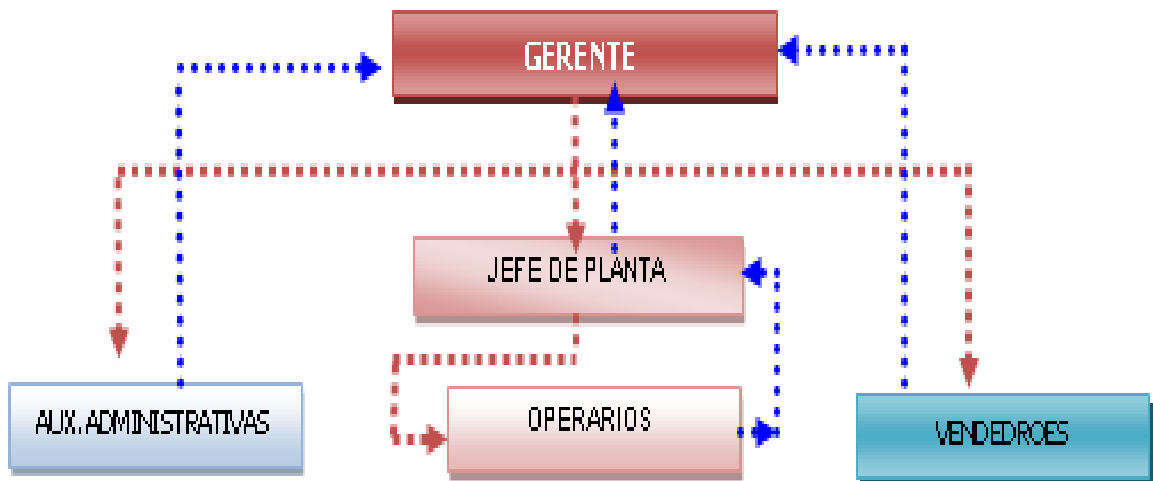 GERENTE
JEFE DE PLANTA
AUX. ADMINISTRATIVAS
OPERARIOS
VENDEDROES